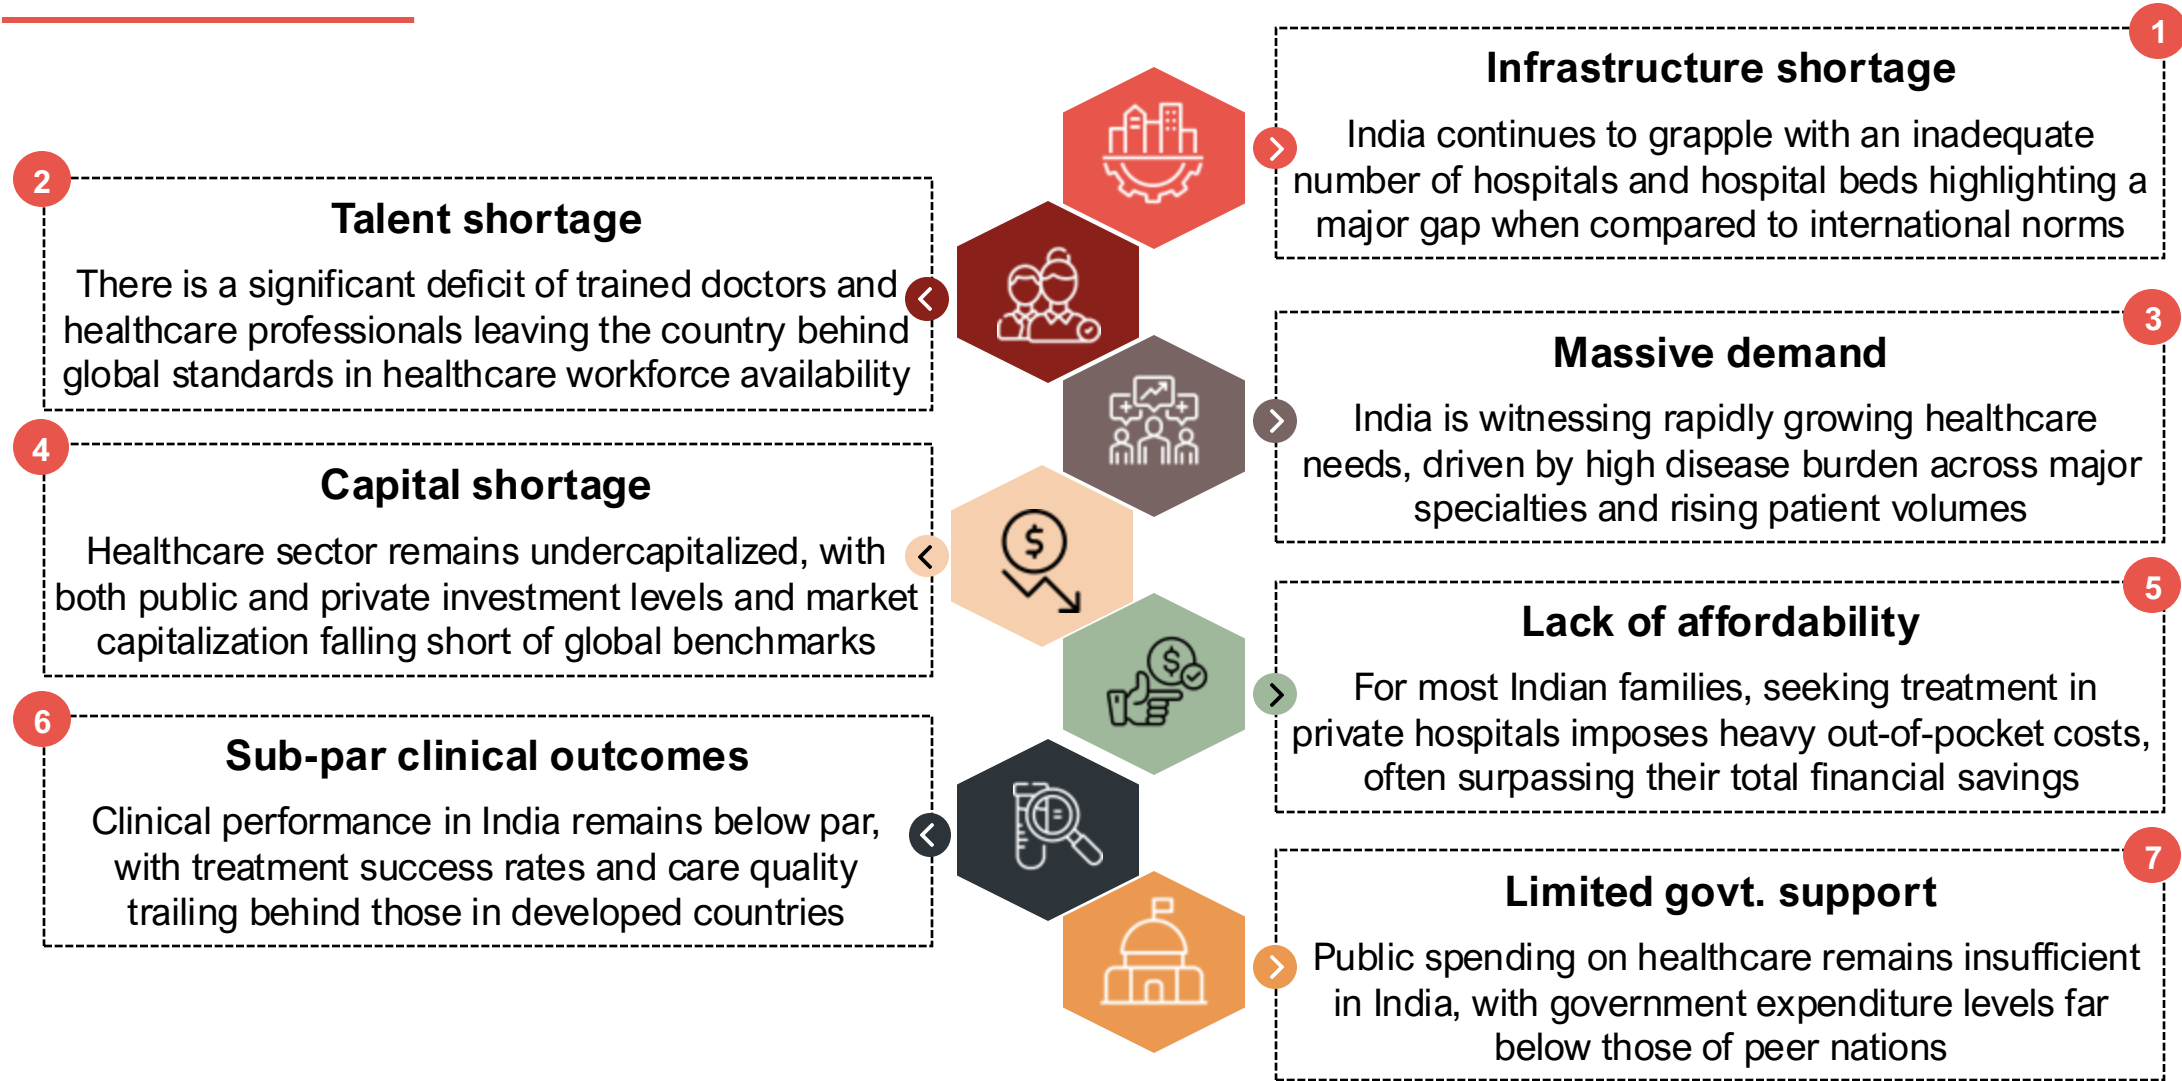 1
Infrastructure shortage
India continues to grapple with an inadequate
number of hospitals and hospital beds highlighting a
major gap when compared to international norms
2
Talent shortage
There is a significant deficit of trained doctors and
healthcare professionals leaving the country behind
global standards in healthcare workforce availability
3
Massive demand
India is witnessing rapidly growing healthcare
needs, driven by high disease burden across major
specialties and rising patient volumes
4
Capital shortage
Healthcare sector remains undercapitalized, with
both public and private investment levels and market
capitalization falling short of global benchmarks
5
Lack of affordability
For most Indian families, seeking treatment in
private hospitals imposes heavy out-of-pocket costs,
often surpassing their total financial savings
6
Sub-par clinical outcomes
Clinical performance in India remains below par,
with treatment success rates and care quality
trailing behind those in developed countries
7
Limited govt. support
Public spending on healthcare remains insufficient
in India, with government expenditure levels far
below those of peer nations